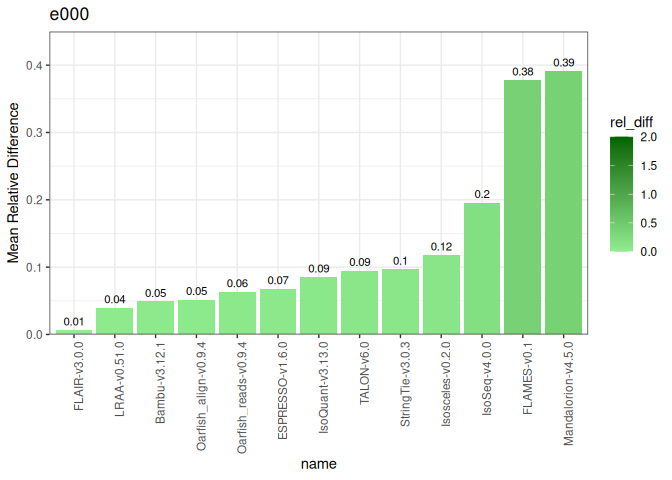 e000
Mean Relative Difference
0.4
0.3
0.2
0.1
0.0
0.01
0.04
0.05
0.05
0.06
0.07
0.09
0.09
0.1
0.12
0.2
0.38
0.39
FLAIR-v3.0.0
LRAA-v0.51.0
Bambu-v3.12.1
Oarfish_align-v0.9.4
Oarfish_reads-v0.9.4
ESPRESSO-v1.6.0
IsoQuant-v3.13.0
TALON-v6.0
StringTie-v3.0.3
Isosceles-v0.2.0
IsoSeq-v4.0.0
FLAMES-v0.1
Mandalorion-v4.5.0
name
rel_diff
2.0
1.5
1.0
0.5
0.0